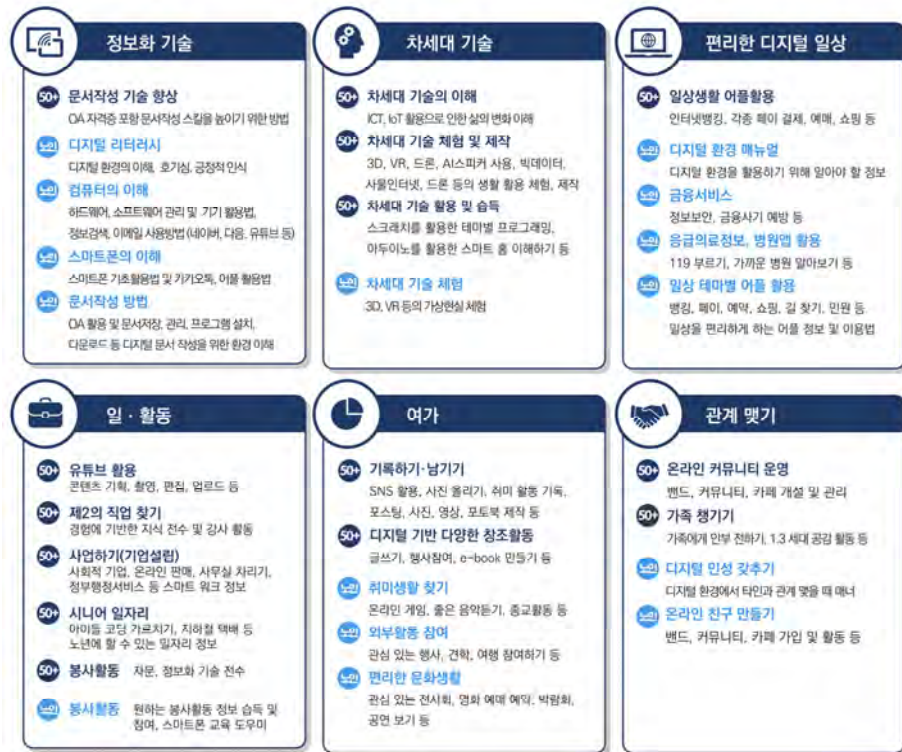 정보화 기술
50+ 문서작성 기술 향상
OA 자격증 포함 문서작성 스킬을 높이기 위한 방법
노인 디지털 리터러시
디지털 환경의 이해, 호기심, 긍정적 인식
노인 컴퓨터의 이해
하드웨어, 소프트웨어 관리 및 기기 활용법,
정보검색, 이메일 사용방법 (네이버, 다음, 유튜브 등)
노인 스마트폰의 이해
스마트폰 기초활용법 및 카카오톡, 어플 활용법
노인 문서작성 방법
OA 활용 및 문서저장, 관리, 프로그램 설치,
다운로드 등 디지털 문서 작성을 위한 환경 이해
차세대 기술
50+ 차세대 기술의 이해
ICT, IoT 활용으로 인한 삶의 변화 이해
50+ 차세대 기술 체험 및 제작
3D, VR, 드론, AI스피커 사용, 빅데이터,
사물인터넷, 드론 등의 생활 활용 체험, 제작
50+ 차세대 기술 활용 및 습득
스크래치를 활용한 테마별 프로그래밍,
아두이노를 활용한 스마트 홈 이해하기 등
노인 차세대 기술 체험
3D, VR 등의 가상현실 체험
편리한 디지털 일상
50+ 일상생활 어플활용
인터넷뱅킹, 각종 페이 결제, 예매, 쇼핑 등
노인 디지털 환경 매뉴얼
디지털 환경을 활용하기 위해 알아야 할 정보
노인 금융서비스
정보보안, 금융사기 예방 등
노인 응급의료정보, 병원앱 활용
119 부르기, 가까운 병원 알아보기 등
노인 일상 테마별 어플 활용
뱅킹, 페이, 예약, 쇼핑, 길 찾기, 민원 등
일상을 편리하게 하는 어플 정보 및 이용법
일 · 활동
50+ 유튜브 활용
콘텐츠 기획, 촬영, 편집, 업로드 등
50+ 제2의 직업 찾기
경험에 기반한 지식 전수 및 강사 활동
50+ 사업하기(기업설립)
사회적 기업, 온라인 판매, 사무실 차리기,
정부행정서비스 등 스마트 워크 정보
50+ 시니어 일자리
아이들 코딩 가르치기, 지하철 택배 등
노년에 할 수 있는 일자리 정보
50+ 봉사활동 자문, 정보화 기술 전수
노인 봉사활동 원하는 봉사활동 정보 습득 및
참여, 스마트폰 교육 도우미
여가
50+ 기록하기·남기기
SNS 활용, 사진 올리기, 취미 활동 기록,
포스팅, 사진, 영상, 포토북 제작 등
50+ 디지털 기반 다양한 창조활동
글쓰기, 행사참여, e-book 만들기 등
노인 취미생활 찾기
온라인 게임, 좋은 음악듣기, 종교활동 등
노인 외부활동 참여
관심 있는 행사, 견학, 여행 참여하기 등
노인 편리한 문화생활
관심 있는 전시회, 영화 예매 예약, 박람회,
공연 보기 등
관계 맺기
50+ 온라인 커뮤니티 운영
밴드, 커뮤니티, 카페 개설 및 관리
50+ 가족 챙기기
가족에게 안부 전하기, 1.3 세대 공감 활동 등
노인 디지털 인성 갖추기
디지털 환경에서 타인과 관계 맺을 때 매너
노인 온라인 친구 만들기
밴드, 커뮤니티, 카페 가입 및 활동 등